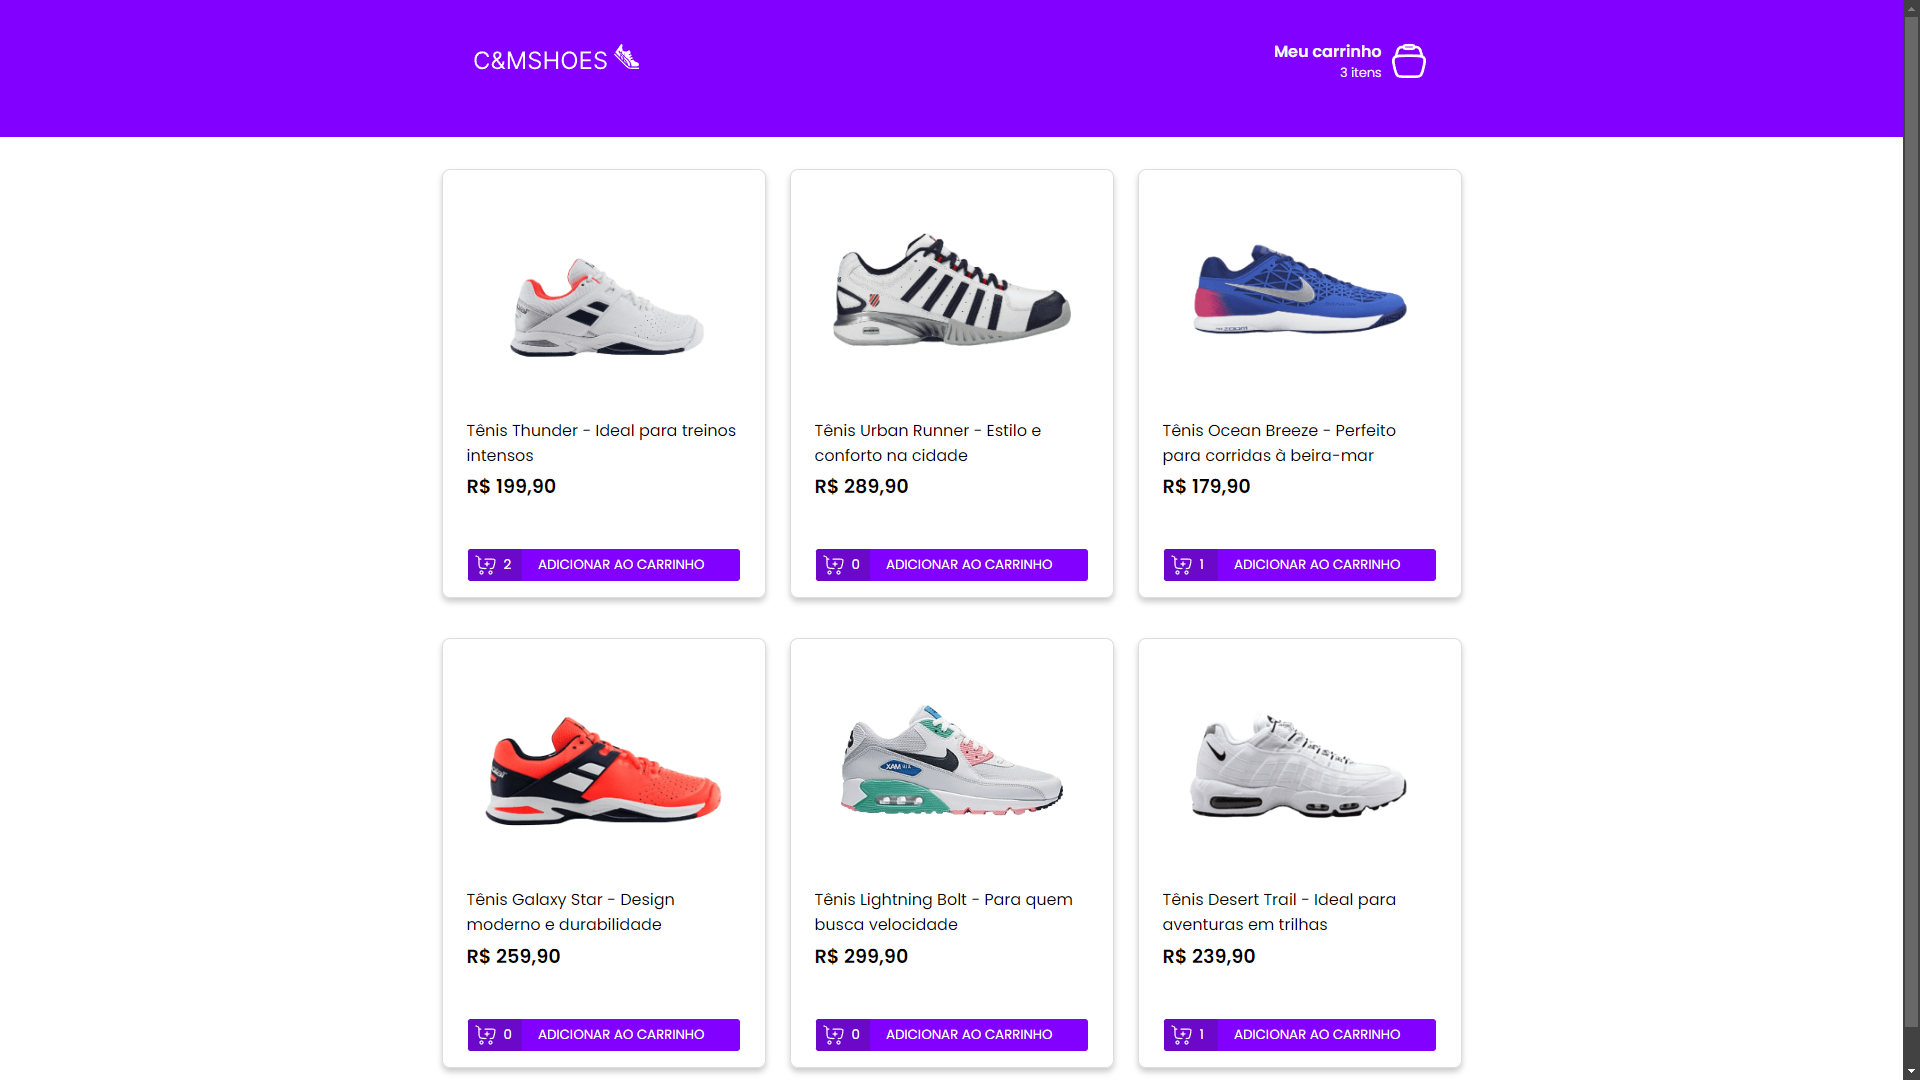 C&MSHOES
Meu carrinho
3 itens
Tênis Thunder - Ideal para treinos
intensos
R$ 199,90
2 ADICIONAR AO CARRINHO
Tênis Urban Runner - Estilo e
conforto na cidade
R$ 289,90
0 ADICIONAR AO CARRINHO
Tênis Ocean Breeze - Perfeito
para corridas à beira-mar
R$ 179,90
1 ADICIONAR AO CARRINHO
XAM
Tênis Galaxy Star - Design
moderno e durabilidade
R$ 259,90
0 ADICIONAR AO CARRINHO
Tênis Lightning Bolt - Para quem
busca velocidade
R$ 299,90
0 ADICIONAR AO CARRINHO
Tênis Desert Trail - Ideal para
aventuras em trilhas
R$ 239,90
1 ADICIONAR AO CARRINHO